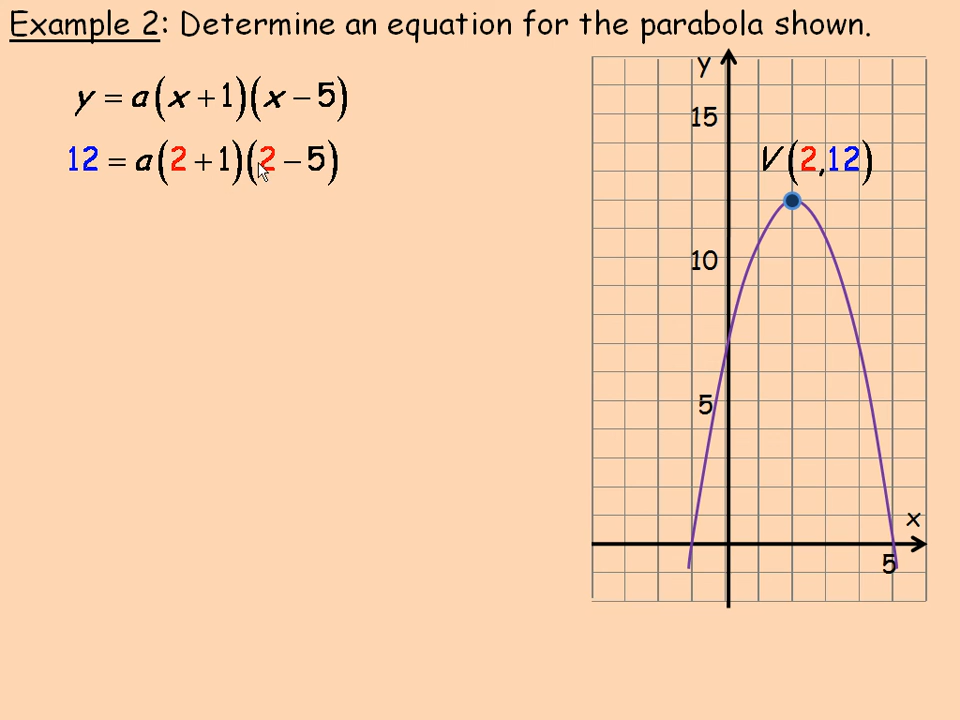 Example 2: Determine an equation for the parabola shown.
y = a(x + 1)(x − 5)
12 = a(2 + 1)(2 − 5)
y
15
V(2,12)
10
5
x
5